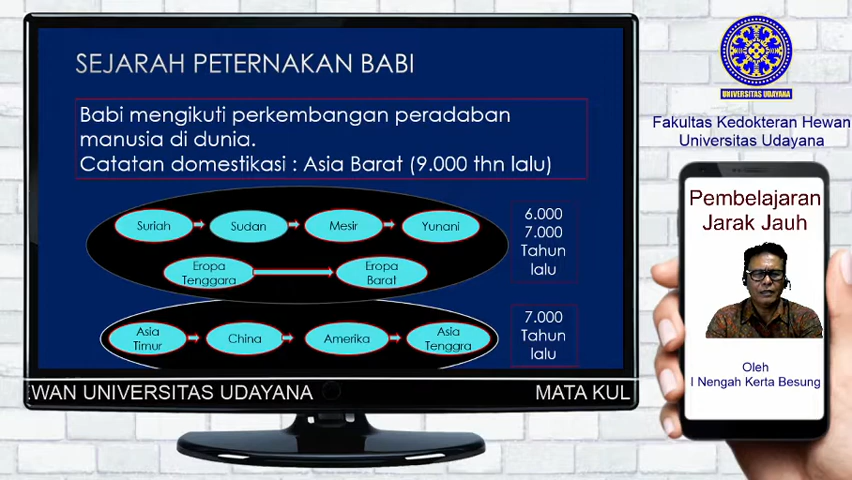 SEJARAH PETERNAKAN BABI
Babi mengikuti perkembangan peradaban
manusia di dunia.
Catatan domestikasi : Asia Barat (9.000 thn lalu)
Suriah
Sudan
Mesir
Yunani
Eropa
Tenggara
Eropa
Barat
6.000
7.000
Tahun
lalu
Asia
Timur
China
Amerika
Asia
Tenggra
7.000
Tahun
lalu
EWAN UNIVERSITAS UDAYANA
MATA KUL
UNIVERSITAS UDAYANA
Fakultas Kedokteran Hewan
Universitas Udayana
Pembelajaran
Jarak Jauh
Oleh
I Nengah Kerta Besung